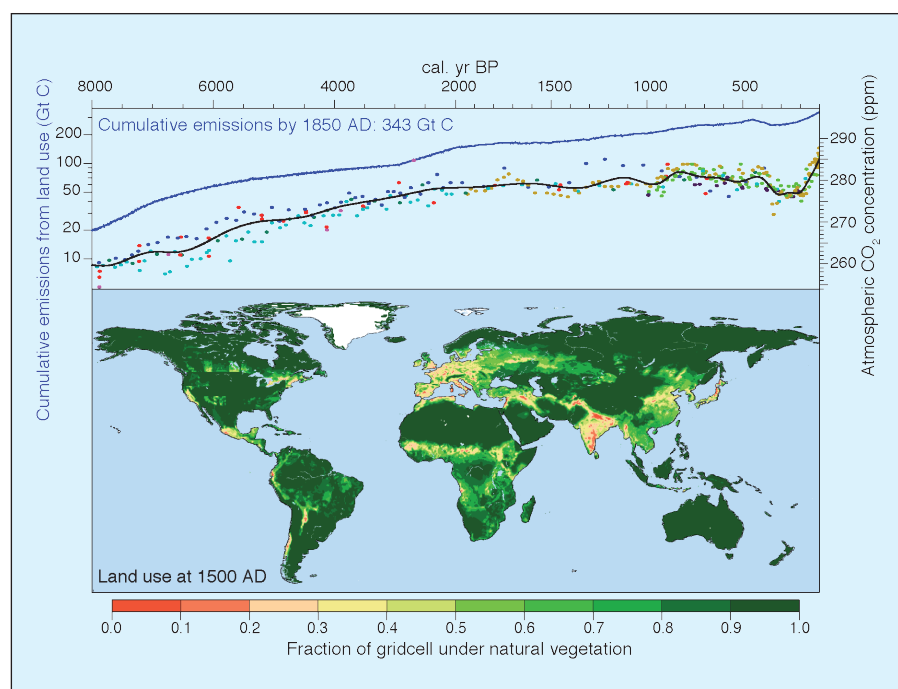 cal. yr BP
8000 6000 4000 2000 1500 1000 500
Cumulative emissions from land use (Gt C)
200
100
50
20
10
Cumulative emissions by 1850 AD: 343 Gt C
290
280
270
260
Atmospheric CO₂ concentration (ppm)
Land use at 1500 AD
0.0 0.1 0.2 0.3 0.4 0.5 0.6 0.7 0.8 0.9 1.0
Fraction of gridcell under natural vegetation